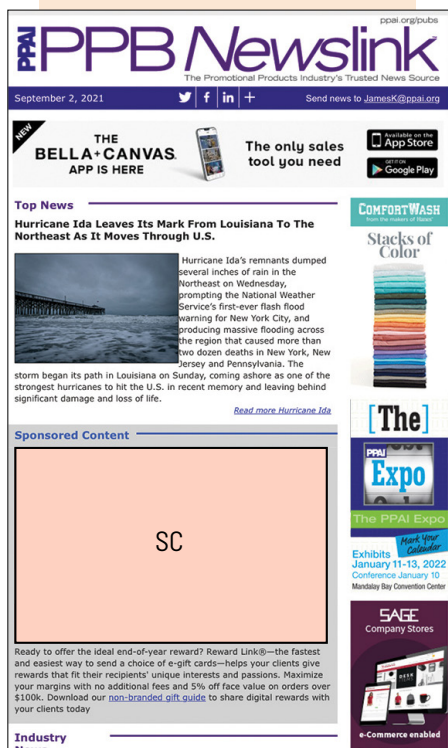 ppai.org/pubs
PPAI PPB Newslink
The Promotional Products Industry's Trusted News Source
September 2, 2021
Send news to JamesK@ppai.org
NEW
THE
BELLA+CANVAS
APP IS HERE
The only sales
tool you need
Available on the
App Store
GET IT ON
Google Play
Top News
Hurricane Ida Leaves Its Mark From Louisiana To The
Northeast As It Moves Through U.S.
Hurricane Ida's remnants dumped
several inches of rain in the
Northeast on Wednesday,
prompting the National Weather
Service's first-ever flash flood
warning for New York City, and
producing massive flooding across
the region that caused more than
two dozen deaths in New York, New
Jersey and Pennsylvania. The
storm began its path in Louisiana on Sunday, coming ashore as one of the
strongest hurricanes to hit the U.S. in recent memory and leaving behind
significant damage and loss of life.
Read more Hurricane Ida
Sponsored Content
SC
Ready to offer the ideal end-of-year reward? Reward Link®—the fastest
and easiest way to send a choice of e-gift cards—helps your clients give
rewards that fit their recipients' unique interests and passions. Maximize
your margins with no additional fees and 5% off face value on orders over
$100k. Download our non-branded gift guide to share digital rewards with
your clients today
Industry
COMFORTWASH
from the makers of Hanes
Stacks of
Color
[The]
PPAI
Expo
The PPAI Expo
Mark Your
Calendar
Exhibits
January 11-13, 2022
Conference January 10
Mandalay Bay Convention Center
SAGE
Company Stores
e-Commerce enabled